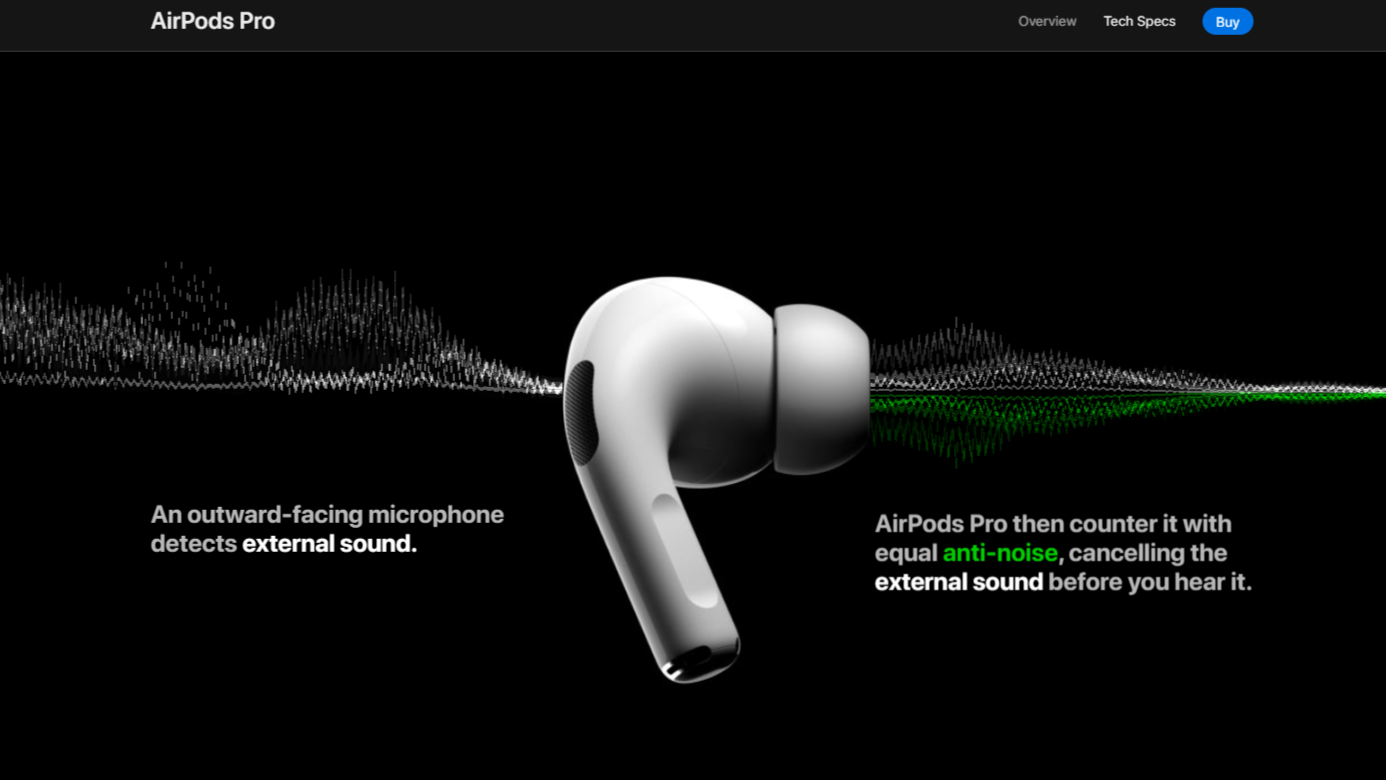 AirPods Pro
Overview
Tech Specs
Buy
An outward-facing microphone
detects external sound.
AirPods Pro then counter it with
equal anti-noise, cancelling the
external sound before you hear it.